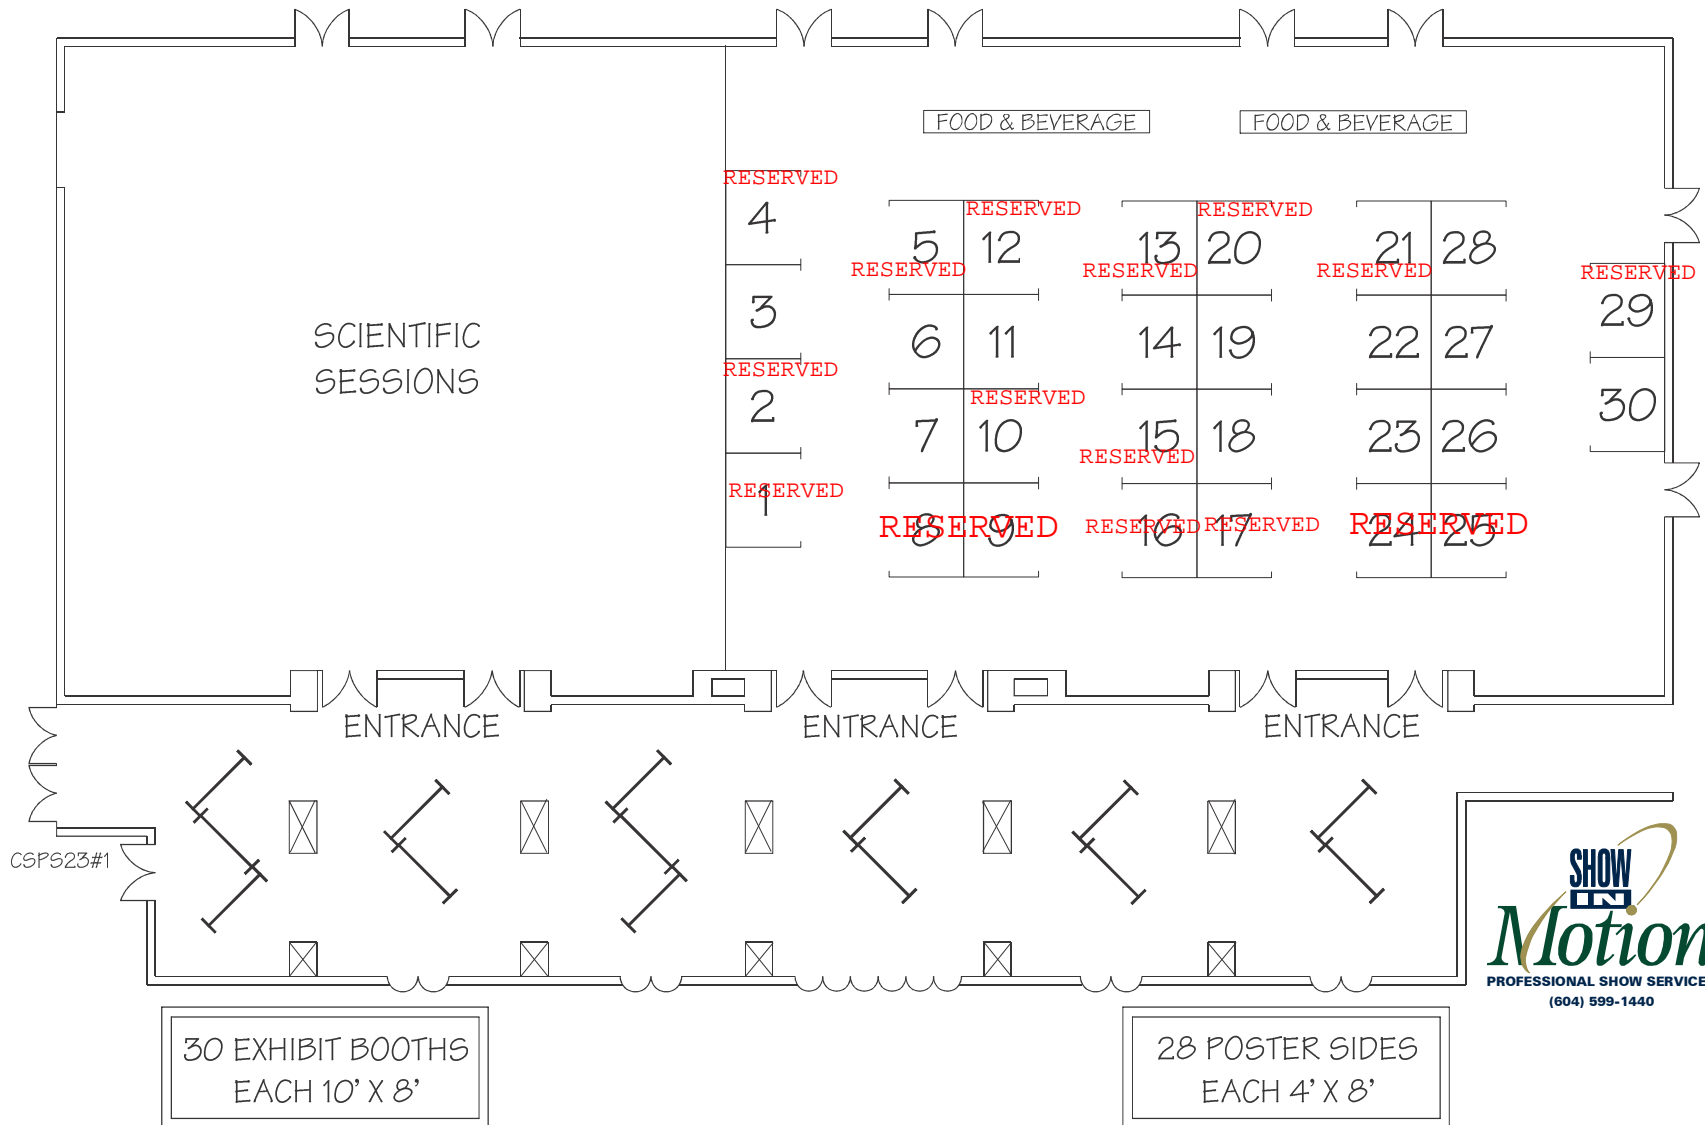 FOOD & BEVERAGE FOOD & BEVERAGE
RESERVED
4
RESERVED RESERVED
5 12 13 20 21 28
RESERVED RESERVED RESERVED RESERVED
3
29
SCIENTIFIC
SESSIONS
6 11 14 19 22 27
RESERVED
2
RESERVED
30
7 10 15 18 23 26
RESERVED
RESERVED
1
RESERVED RESERVED RESERVED RESERVED
8 9 16 17 24 25
ENTRANCE ENTRANCE ENTRANCE
CSPS23#1
SHOW
IN
Motion
PROFESSIONAL SHOW SERVICE
(604) 599-1440
30 EXHIBIT BOOTHS
EACH 10' X 8'
28 POSTER SIDES
EACH 4' X 8'